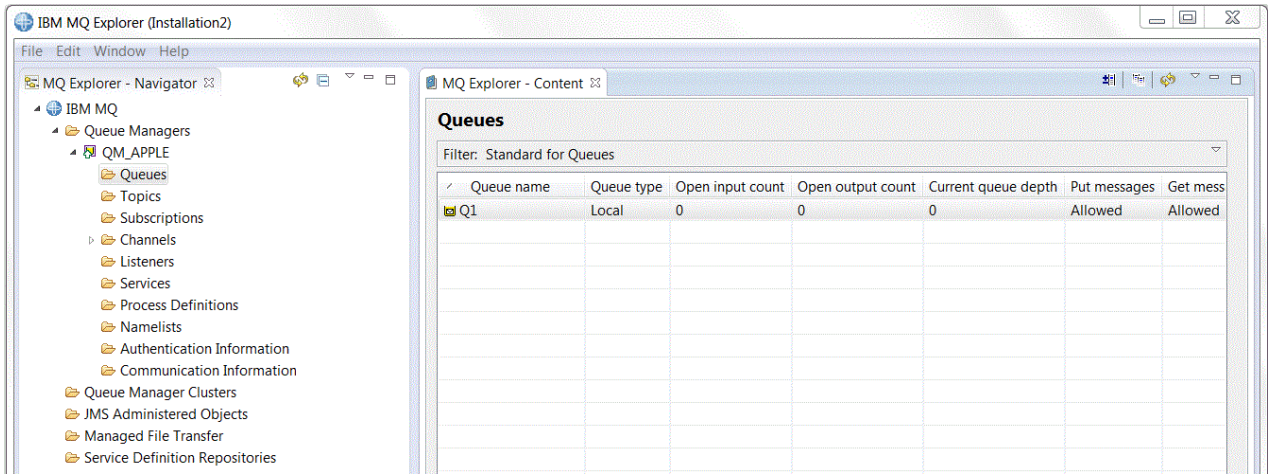 IBM MQ Explorer (Installation2)
File Edit Window Help
MQ Explorer - Navigator
IBM MQ
Queue Managers
QM_APPLE
Queues
Topics
Subscriptions
Channels
Listeners
Services
Process Definitions
Namelists
Authentication Information
Communication Information
Queue Manager Clusters
JMS Administered Objects
Managed File Transfer
Service Definition Repositories
MQ Explorer - Content
Queues
Filter: Standard for Queues
Queue name Queue type Open input count Open output count Current queue depth Put messages Get mess
Q1 Local 0 0 0 Allowed Allowed